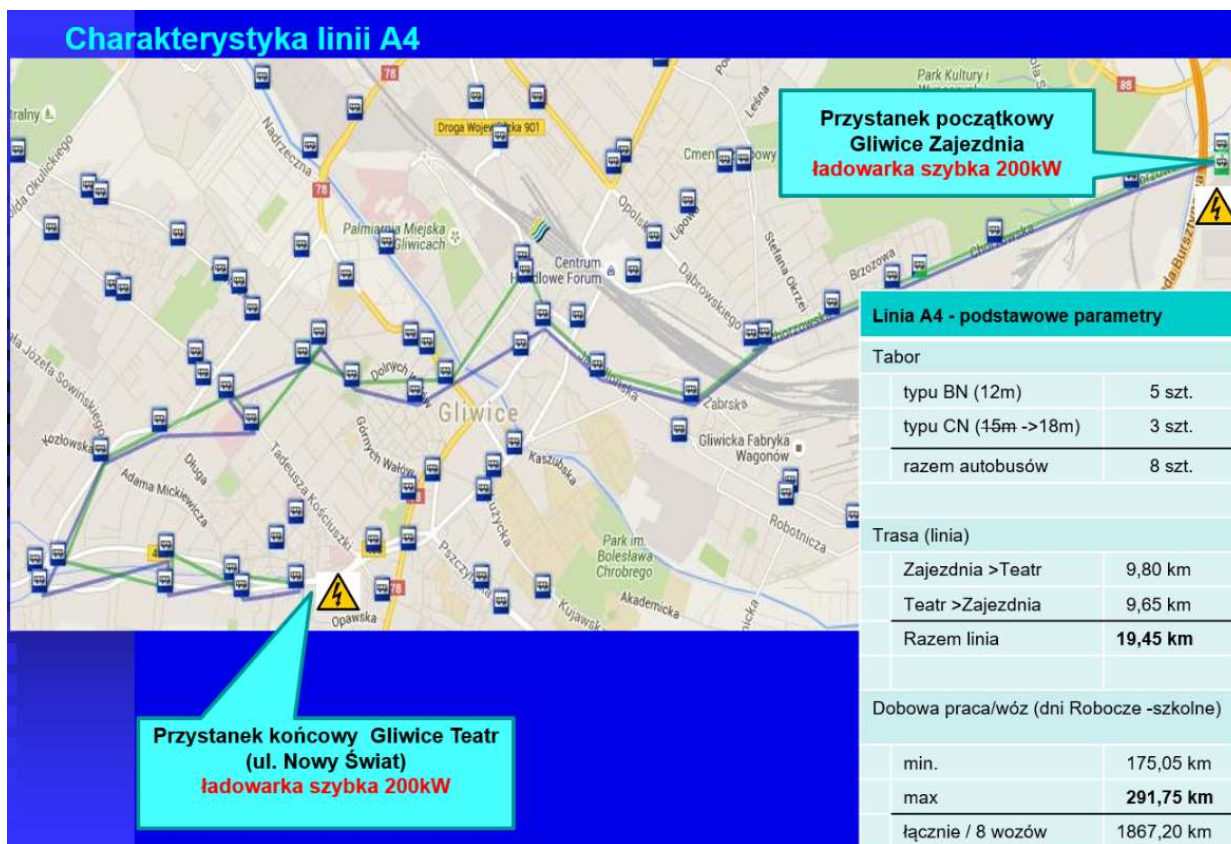 Charakterystyka linii A4
Przystanek początkowy
Gliwice Zajezdnia
ładowarka szybka 200kW
Park Kultury i
Droga Wojewódzka 901
Nadrzeczna
78
78
88
Leśna
Palmiarnia Miejska
Gliwicach
Opolska
Lipowa
Centrum
Handlowe Forum
Dąbrowskiego
Stefana Okrzei
Brzozowa
Chorzowska
Chorzowska
Dolnych Wałów
Gliwice
Zabrska
Górnych Wałów
Gliwicka Fabryka
Wagonów
Kozłowska
Długa
Adama Mickiewicza
Tadeusza Kościuszki
Kaszubska
Robotnicza
Park im.
Bolesława
Chrobrego
Akademicka
Kujawska
78
Opawska
Przystanek końcowy Gliwice Teatr
(ul. Nowy Świat)
ładowarka szybka 200kW
Linia A4 - podstawowe parametry
Tabor
typu BN (12m) 5 szt.
typu CN (15m ->18m) 3 szt.
razem autobusów 8 szt.
Trasa (linia)
Zajezdnia >Teatr 9,80 km
Teatr >Zajezdnia 9,65 km
Razem linia 19,45 km
Dobowa praca/wóz (dni Robocze -szkolne)
min. 175,05 km
max 291,75 km
łącznie / 8 wozów 1867,20 km